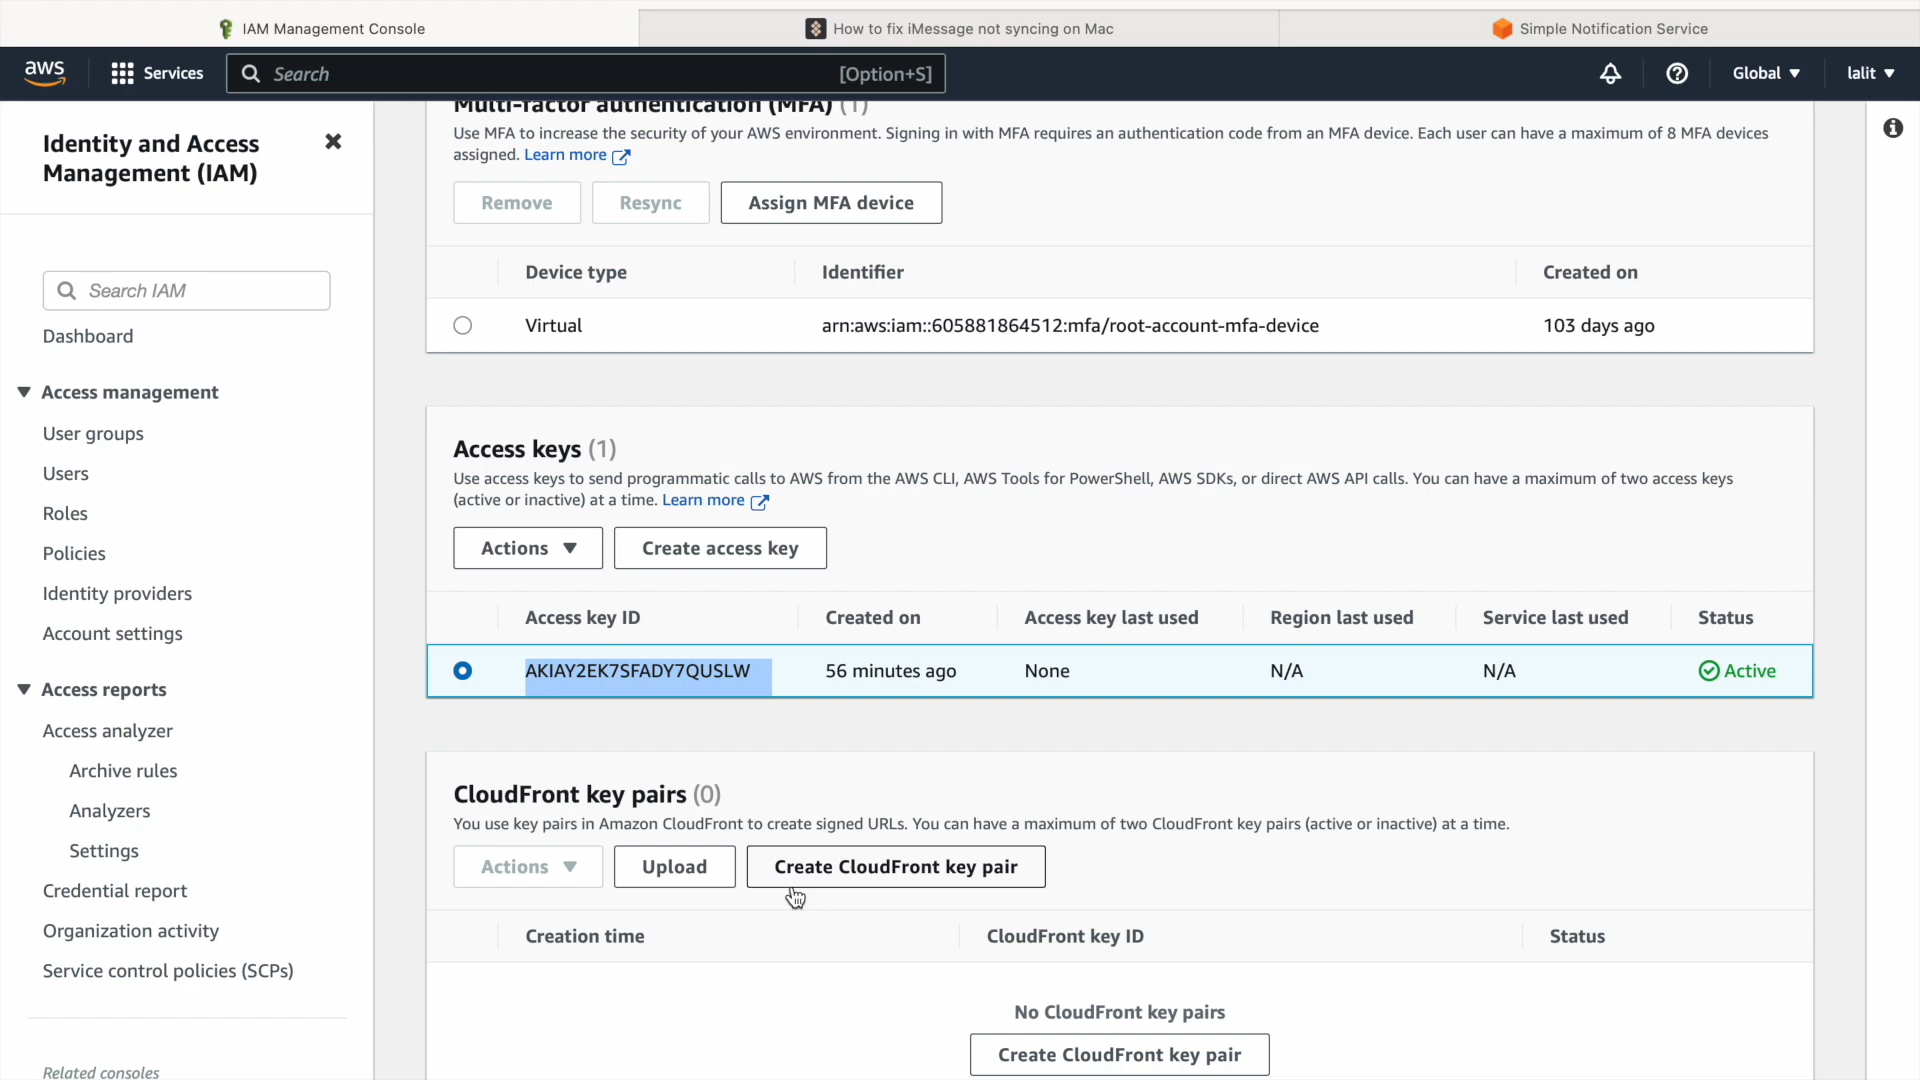 IAM Management Console
How to fix iMessage not syncing on Mac
Simple Notification Service
aws
Services
Search
[Option+S]
Global ▼
lalit ▼
Identity and Access
Management (IAM)
Search IAM
Dashboard
Access management
User groups
Users
Roles
Policies
Identity providers
Account settings
Access reports
Access analyzer
Archive rules
Analyzers
Settings
Credential report
Organization activity
Service control policies (SCPs)
Related consoles
Multi-factor authentication (MFA) (1)
Use MFA to increase the security of your AWS environment. Signing in with MFA requires an authentication code from an MFA device. Each user can have a maximum of 8 MFA devices
assigned. Learn more
Remove
Resync
Assign MFA device
Device type
Identifier
Created on
Virtual
arn:aws:iam::605881864512:mfa/root-account-mfa-device
103 days ago
Access keys (1)
Use access keys to send programmatic calls to AWS from the AWS CLI, AWS Tools for PowerShell, AWS SDKs, or direct AWS API calls. You can have a maximum of two access keys
(active or inactive) at a time. Learn more
Actions ▼
Create access key
Access key ID
Created on
Access key last used
Region last used
Service last used
Status
AKIAY2EK7SFADY7QUSLW
56 minutes ago
None
N/A
N/A
Active
CloudFront key pairs (0)
You use key pairs in Amazon CloudFront to create signed URLs. You can have a maximum of two CloudFront key pairs (active or inactive) at a time.
Actions ▼
Upload
Create CloudFront key pair
Creation time
CloudFront key ID
Status
No CloudFront key pairs
Create CloudFront key pair